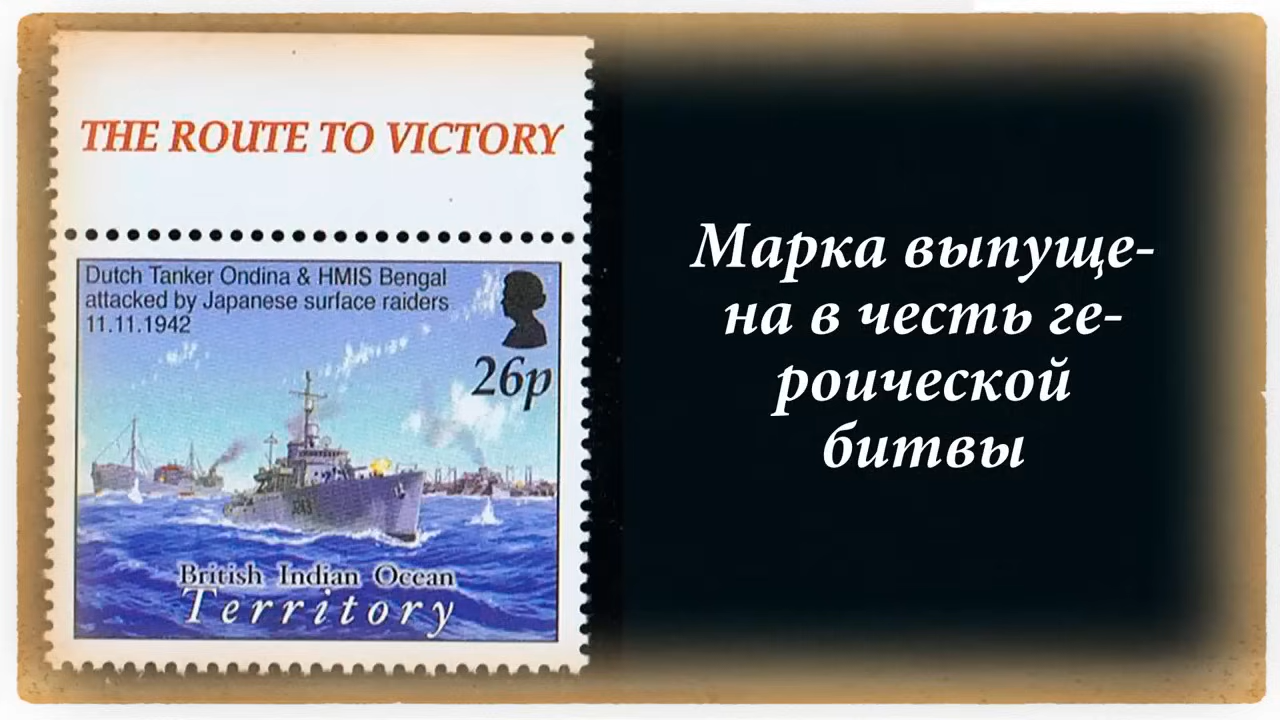 THE ROUTE TO VICTORY
Dutch Tanker Ondina & HMIS Bengal
attacked by Japanese surface raiders
11.11.1942
26p
British Indian Ocean
Territory
Марка выпуще-
на в честь ге-
роической
битвы